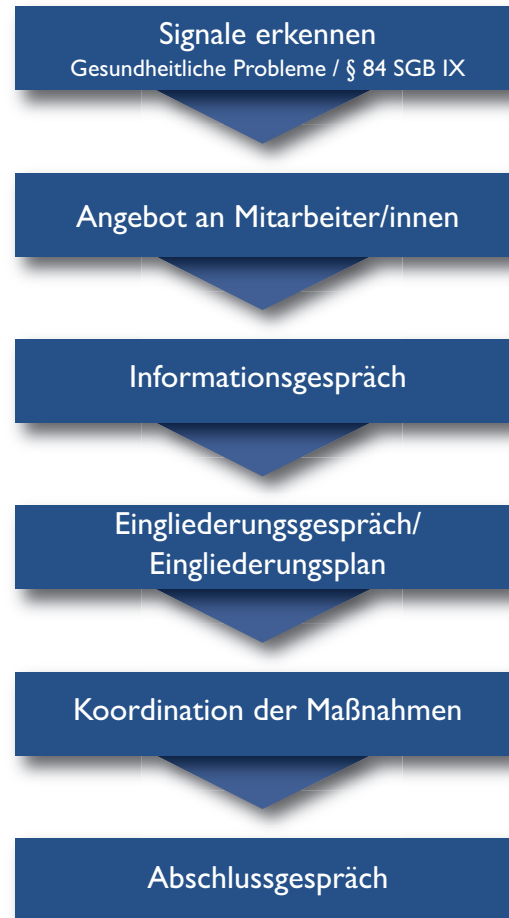 Signale erkennen
Gesundheitliche Probleme / § 84 SGB IX
Angebot an Mitarbeiter/innen
Informationsgespräch
Eingliederungsgespräch/
Eingliederungsplan
Koordination der Maßnahmen
Abschlussgespräch